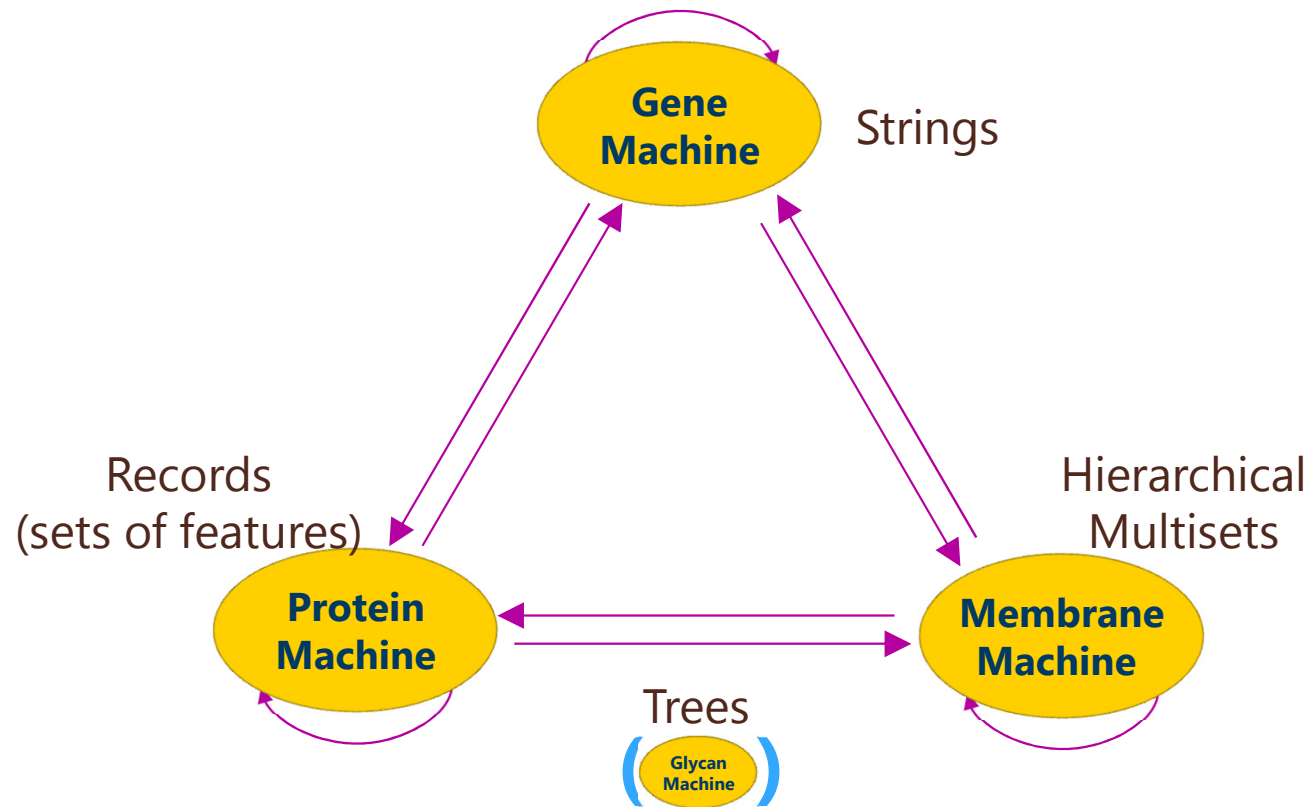 Gene
Machine
Strings
Records
(sets of features)
Hierarchical
Multisets
Protein
Machine
Membrane
Machine
Trees
(Glycan
Machine)